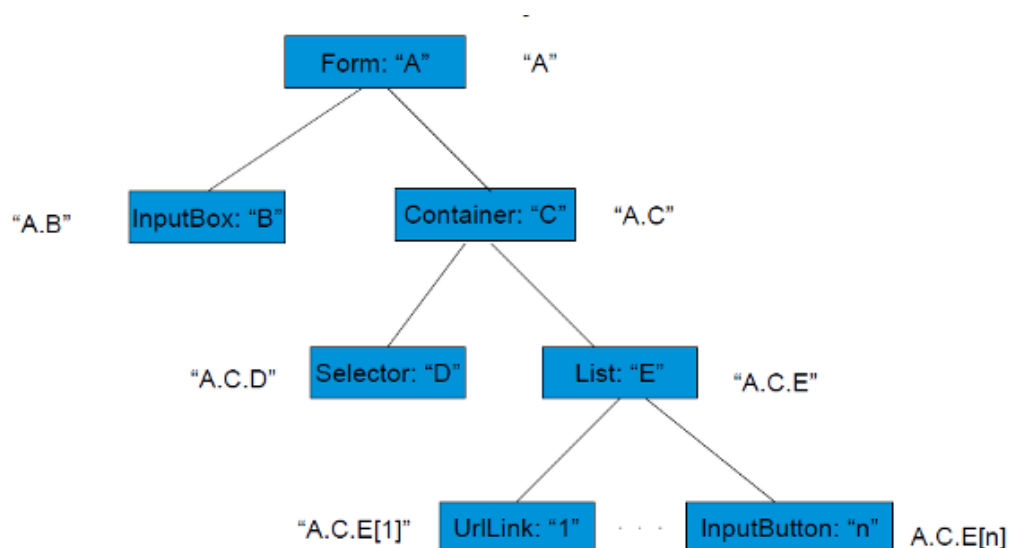 Form: “A” “A”
“A.B” InputBox: “B” Container: “C” “A.C”
“A.C.D” Selector: “D” List: “E” “A.C.E”
“A.C.E[1]” UrlLink: “1” . . . InputButton: “n” A.C.E[n]